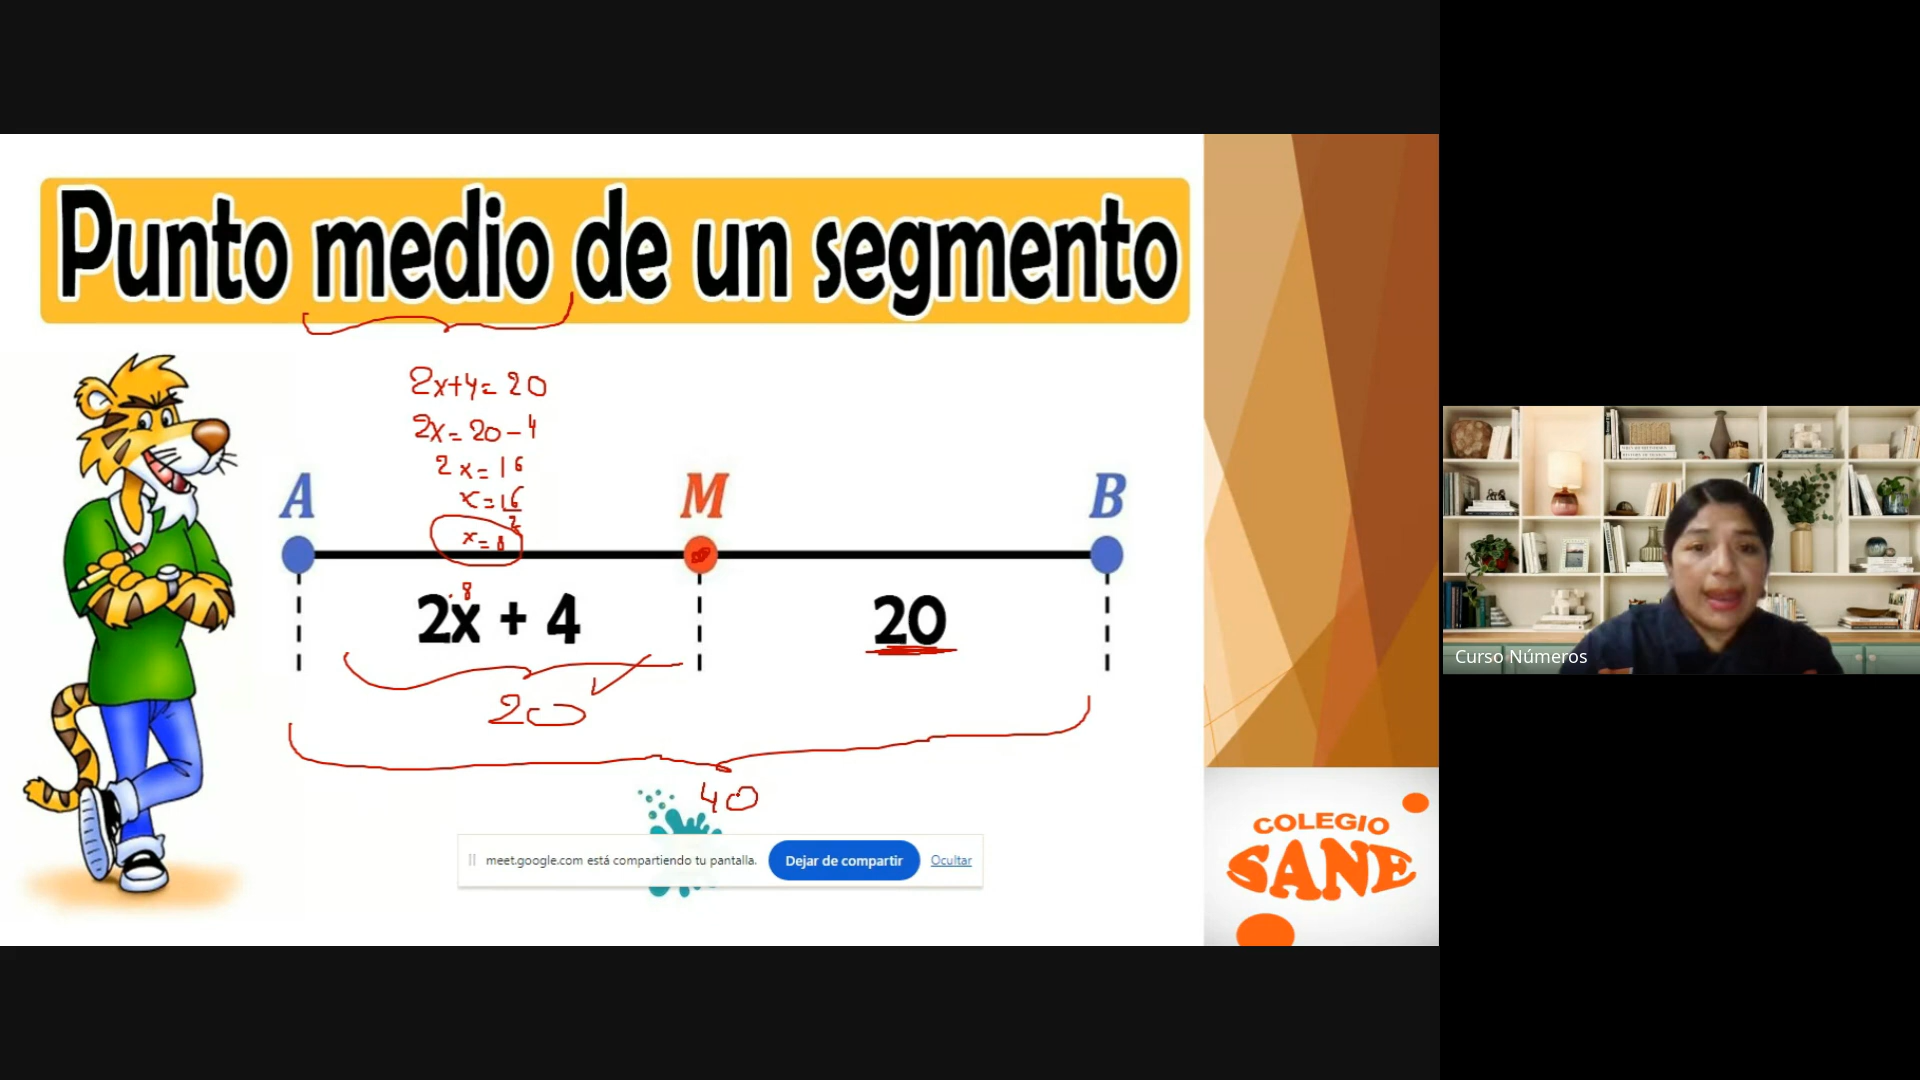 Punto medio de un segmento
2x+4=20
2x=20-4
2x=16
x=16
2
x=8
A M B
8
2x + 4 20
20
40
meet.google.com está compartiendo tu pantalla. Dejar de compartir Ocultar
COLEGIO
SANE
Curso Números